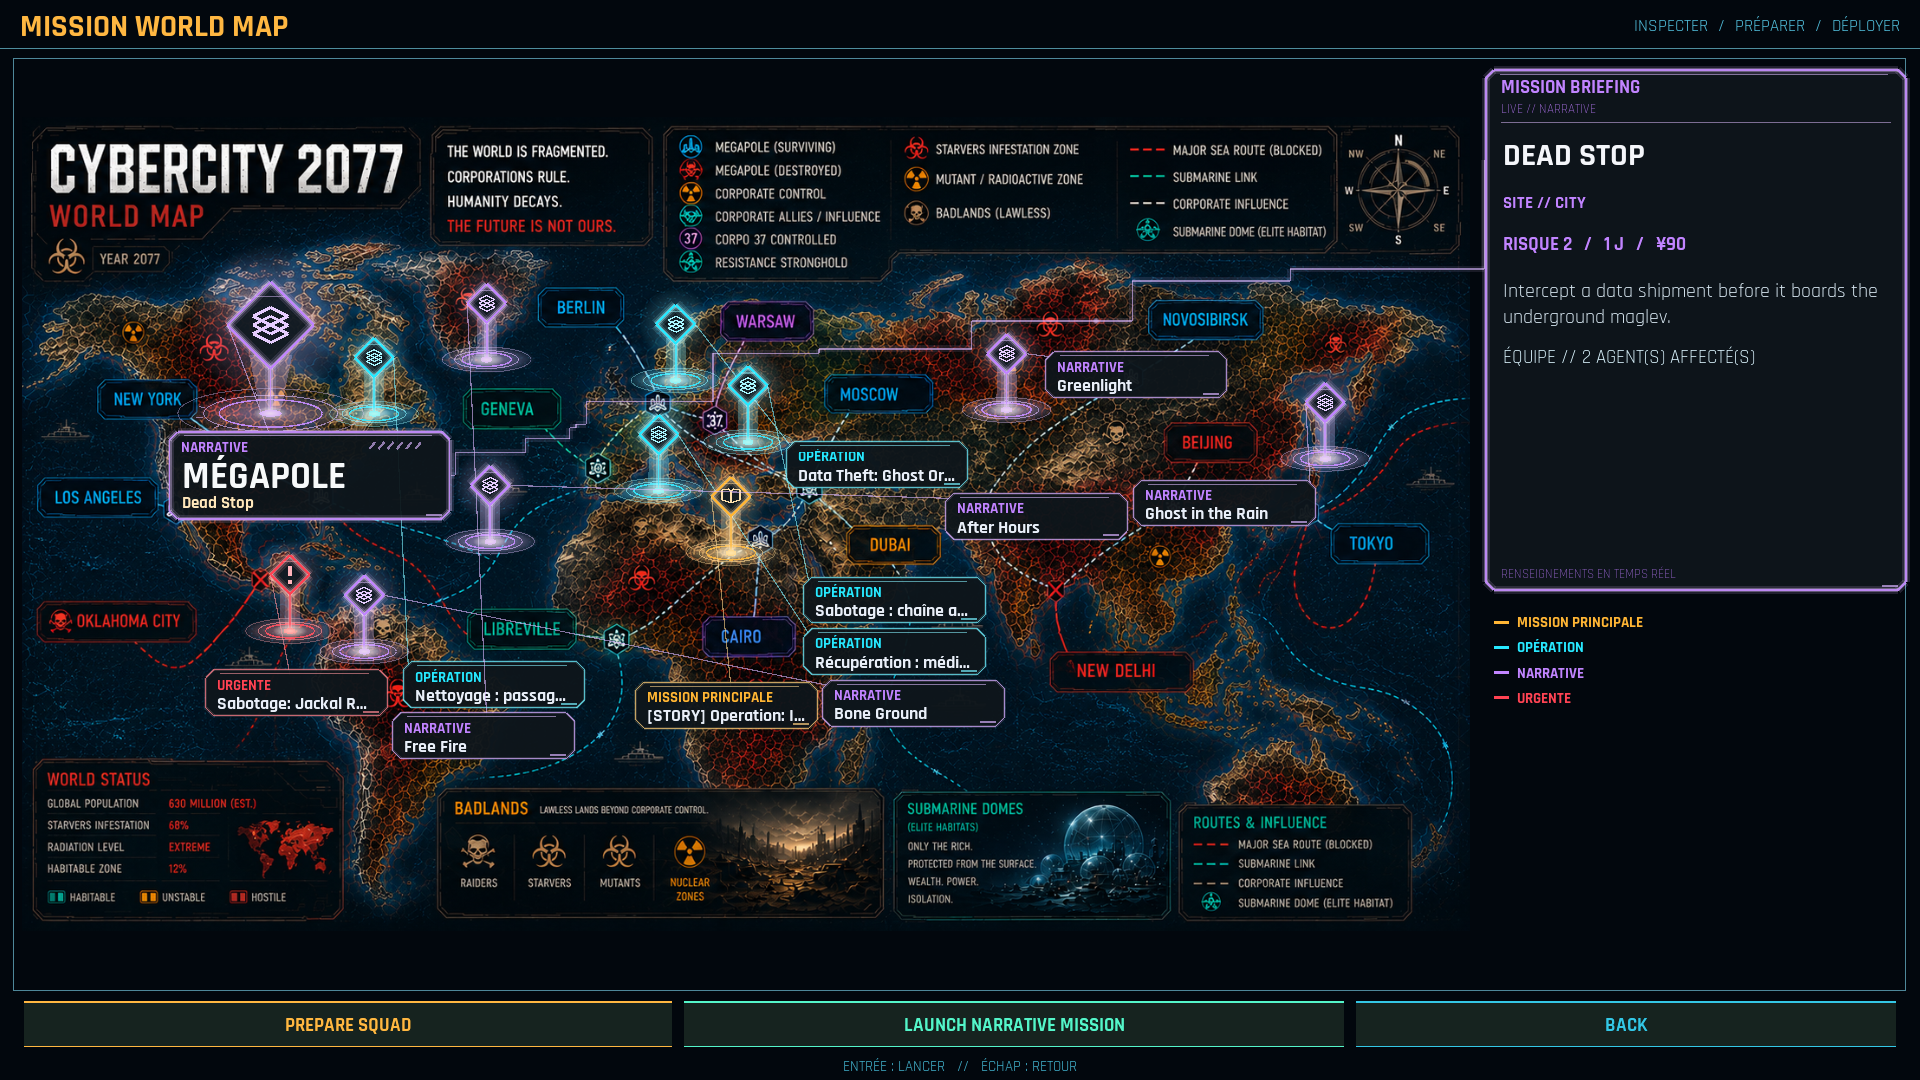 MISSION WORLD MAP
INSPECTER / PRÉPARER / DÉPLOYER
CYBERCITY 2077
WORLD MAP
YEAR 2077
THE WORLD IS FRAGMENTED.
CORPORATIONS RULE.
HUMANITY DECAYS.
THE FUTURE IS NOT OURS.
MEGAPOLE (SURVIVING)
MEGAPOLE (DESTROYED)
CORPORATE CONTROL
CORPORATE ALLIES / INFLUENCE
37 CORPO 37 CONTROLLED
RESISTANCE STRONGHOLD
STARVERS INFESTATION ZONE
MUTANT / RADIOACTIVE ZONE
BADLANDS (LAWLESS)
MAJOR SEA ROUTE (BLOCKED)
SUBMARINE LINK
CORPORATE INFLUENCE
SUBMARINE DOME (ELITE HABITAT)
N
NW NE
W E
SW SE
S
BERLIN
WARSAW
NOVOSIBIRSK
NEW YORK
GENEVA
MOSCOW
37
BEIJING
LOS ANGELES
DUBAI
TOKYO
OKLAHOMA CITY
LIBREVILLE
CAIRO
NEW DELHI
NARRATIVE
MÉGAPOLE
Dead Stop
NARRATIVE
Greenlight
OPÉRATION
Data Theft: Ghost Or...
NARRATIVE
After Hours
NARRATIVE
Ghost in the Rain
OPÉRATION
Sabotage : chaîne a...
OPÉRATION
Récupération : médi...
URGENTE
Sabotage: Jackal R...
OPÉRATION
Nettoyage : passag...
MISSION PRINCIPALE
[STORY] Operation: I...
NARRATIVE
Bone Ground
NARRATIVE
Free Fire
WORLD STATUS
GLOBAL POPULATION 630 MILLION (EST.)
STARVERS INFESTATION 68%
RADIATION LEVEL EXTREME
HABITABLE ZONE 12%
HABITABLE UNSTABLE HOSTILE
BADLANDS LAWLESS LANDS BEYOND CORPORATE CONTROL.
RAIDERS STARVERS MUTANTS NUCLEAR
ZONES
SUBMARINE DOMES
(ELITE HABITATS)
ONLY THE RICH.
PROTECTED FROM THE SURFACE.
WEALTH. POWER.
ISOLATION.
ROUTES & INFLUENCE
MAJOR SEA ROUTE (BLOCKED)
SUBMARINE LINK
CORPORATE INFLUENCE
SUBMARINE DOME (ELITE HABITAT)
MISSION BRIEFING
LIVE // NARRATIVE
DEAD STOP
SITE // CITY
RISQUE 2 / 1 J / ¥90
Intercept a data shipment before it boards the
underground maglev.
ÉQUIPE // 2 AGENT(S) AFFECTÉ(S)
RENSEIGNEMENTS EN TEMPS RÉEL
MISSION PRINCIPALE
OPÉRATION
NARRATIVE
URGENTE
PREPARE SQUAD
LAUNCH NARRATIVE MISSION
BACK
ENTRÉE : LANCER // ÉCHAP : RETOUR